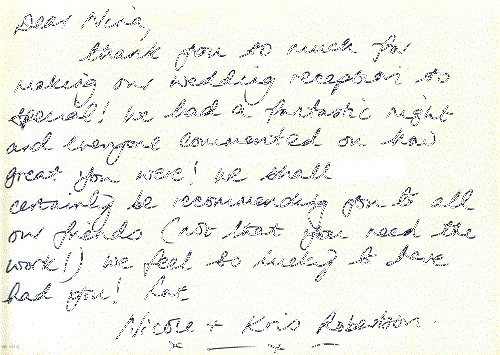 Dear Nina,
thank you so much for
making our wedding reception so
special! We had a fantastic night
and everyone commented on how
great you were! We shall
certainly be recommending you to all
our friends (not that you need the
work!) We feel so lucky to have
had you! Love
Nicole + Kris Robertson
x x